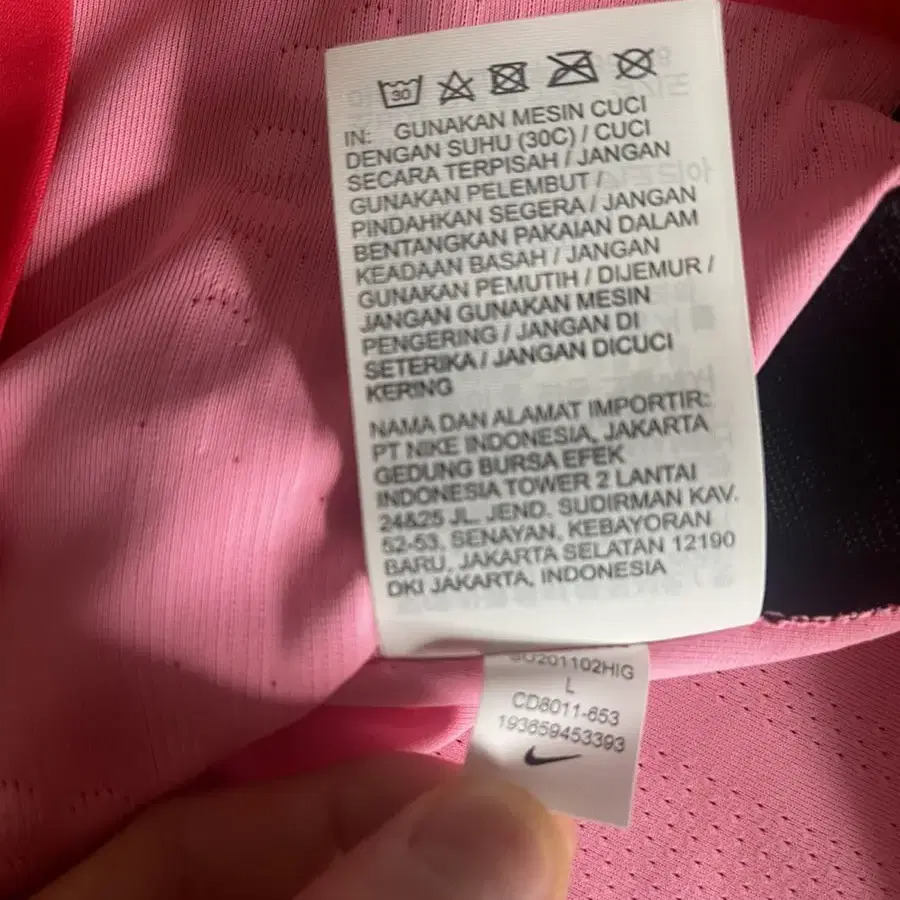 30
IN: GUNAKAN MESIN CUCI
DENGAN SUHU (30C) / CUCI
SECARA TERPISAH / JANGAN
GUNAKAN PELEMBUT /
PINDAHKAN SEGERA / JANGAN
BENTANGKAN PAKAIAN DALAM
KEADAAN BASAH / JANGAN
GUNAKAN PEMUTIH / DIJEMUR /
JANGAN GUNAKAN MESIN
PENGERING / JANGAN DI
SETERIKA / JANGAN DICUCI
KERING
NAMA DAN ALAMAT IMPORTIR:
PT NIKE INDONESIA, JAKARTA
GEDUNG BURSA EFEK
INDONESIA TOWER 2 LANTAI
24&25 JL. JEND. SUDIRMAN KAV.
52-53, SENAYAN, KEBAYORAN
BARU, JAKARTA SELATAN 12190
DKI JAKARTA, INDONESIA
L
CD8011-653
193659453393